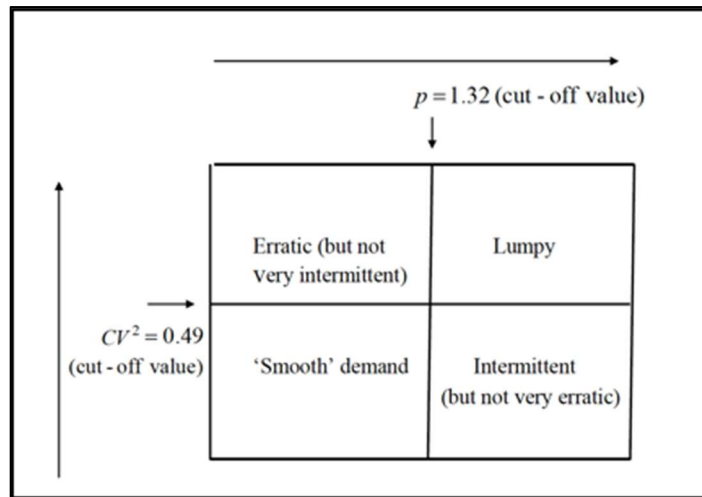 p = 1.32 (cut - off value)
Erratic (but not
very intermittent)
Lumpy
CV² = 0.49
(cut - off value)
‘Smooth’ demand
Intermittent
(but not very erratic)